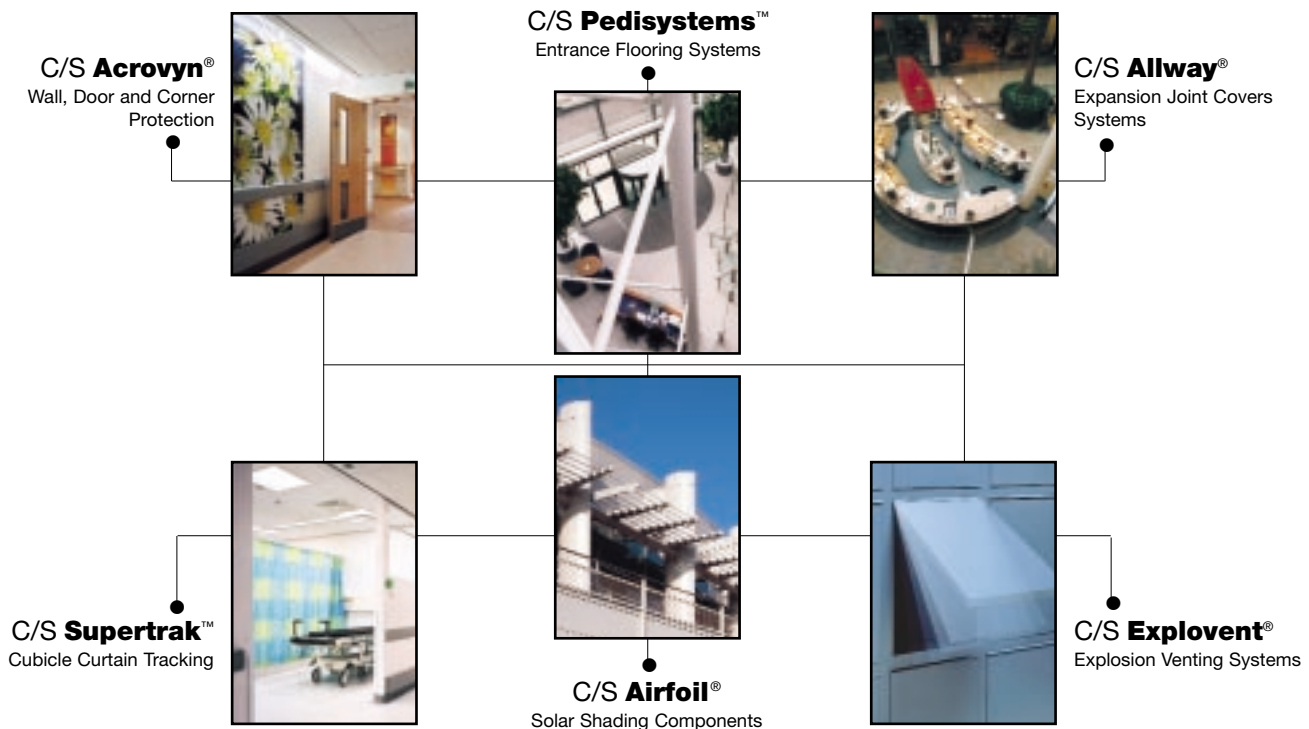 C/S Acrovyn®
Wall, Door and Corner
Protection
C/S Pedisystems™
Entrance Flooring Systems
C/S Allway®
Expansion Joint Covers
Systems
C/S Supertrak™
Cubicle Curtain Tracking
C/S Airfoil®
Solar Shading Components
C/S Explovent®
Explosion Venting Systems